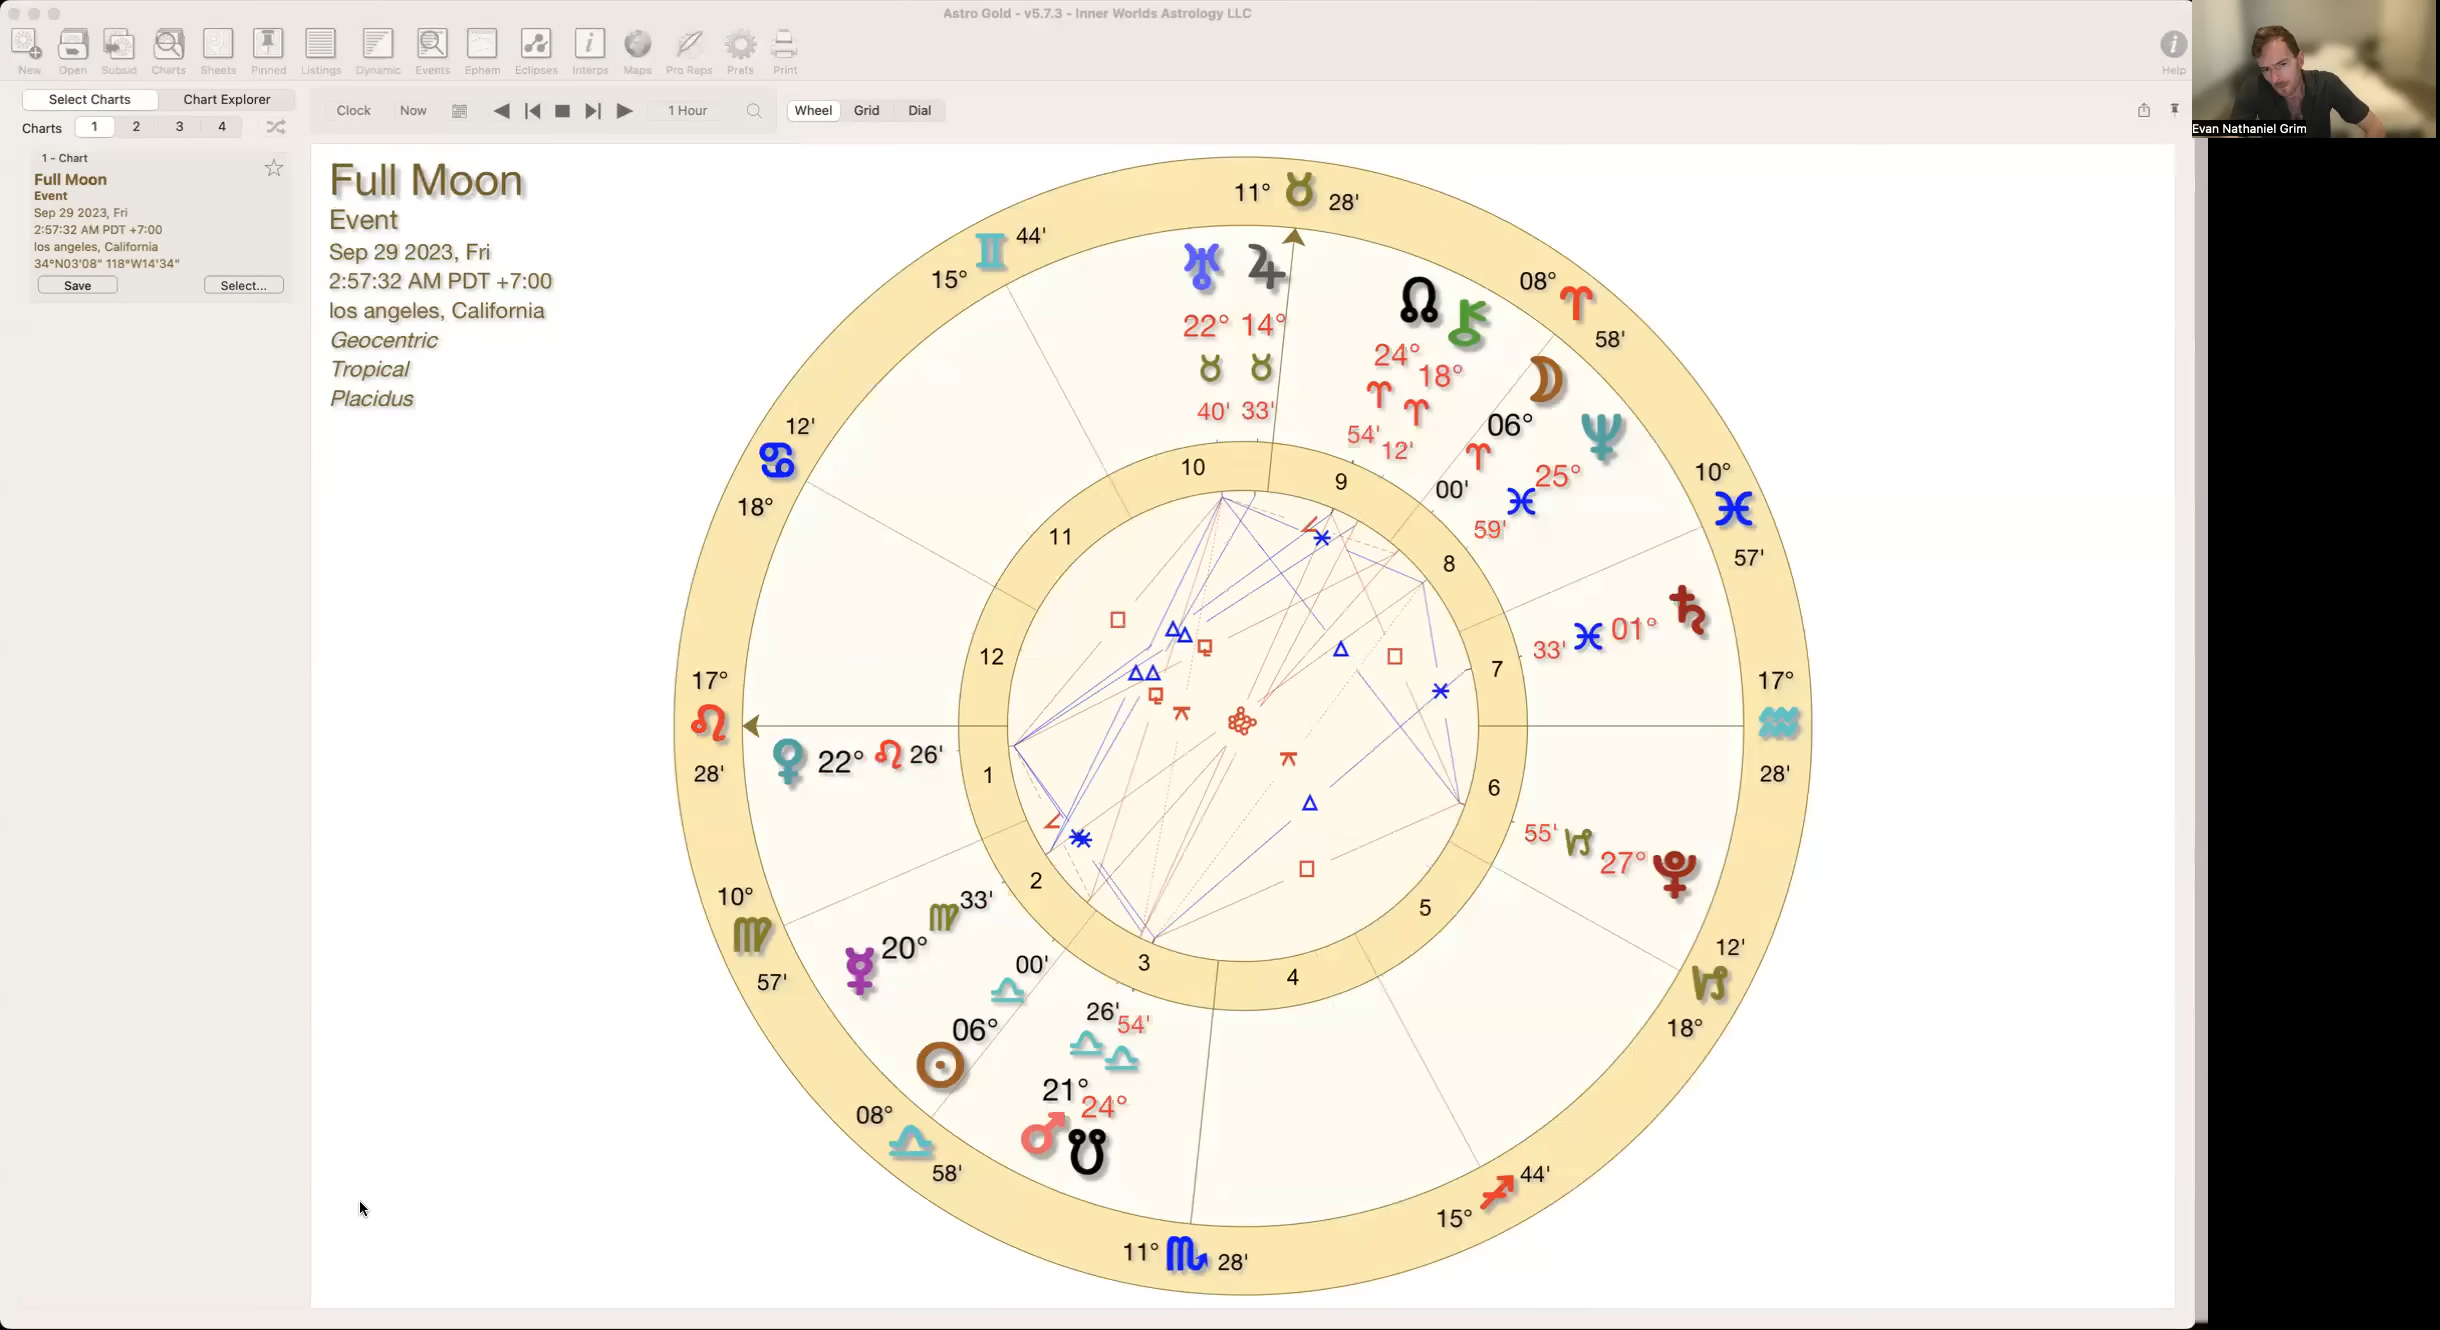 Astro Gold - v5.7.3 - Inner Worlds Astrology LLC
New Open Subsid Charts Sheets Pinned Listings Dynamic Events Ephem Eclipses Interps Maps Pro Reps Prefs Print Help
Evan Nathaniel Grim
Select Charts Chart Explorer
Clock Now 1 Hour Wheel Grid Dial
Charts 1 2 3 4
1 - Chart
Full Moon
Event
Sep 29 2023, Fri
2:57:32 AM PDT +7:00
los angeles, California
34°N03'08" 118°W14'34"
Save Select...
Full Moon
Event
Sep 29 2023, Fri
2:57:32 AM PDT +7:00
los angeles, California
Geocentric
Tropical
Placidus
11° ♉ 28'
15° ♊ 44'
08° ♈ 58'
♅ ♃
22° 14°
♉ ♉
40' 33'
☊ ⚷
24° 18°
♈ ♈
54' 12'
☽ 06° ♈ 00'
♆ 25° ♓ 59'
12' ♋ 18°
10° ♓ 57'
10 9
11 8
12 7
1 6
2 5
3 4
33' ♓ 01° ♄
17° ♌ 28'
17° ♒ 28'
♀ 22° ♌ 26'
55' ♑ 27° ♇
10° ♍ 57'
☿ 20° ♍ 33'
☉ 06° ♎ 00'
12' ♑ 18°
26' 54'
♎ ♎
21° 24°
♂ ☋
08° ♎ 58'
15° ♐ 44'
11° ♏ 28'